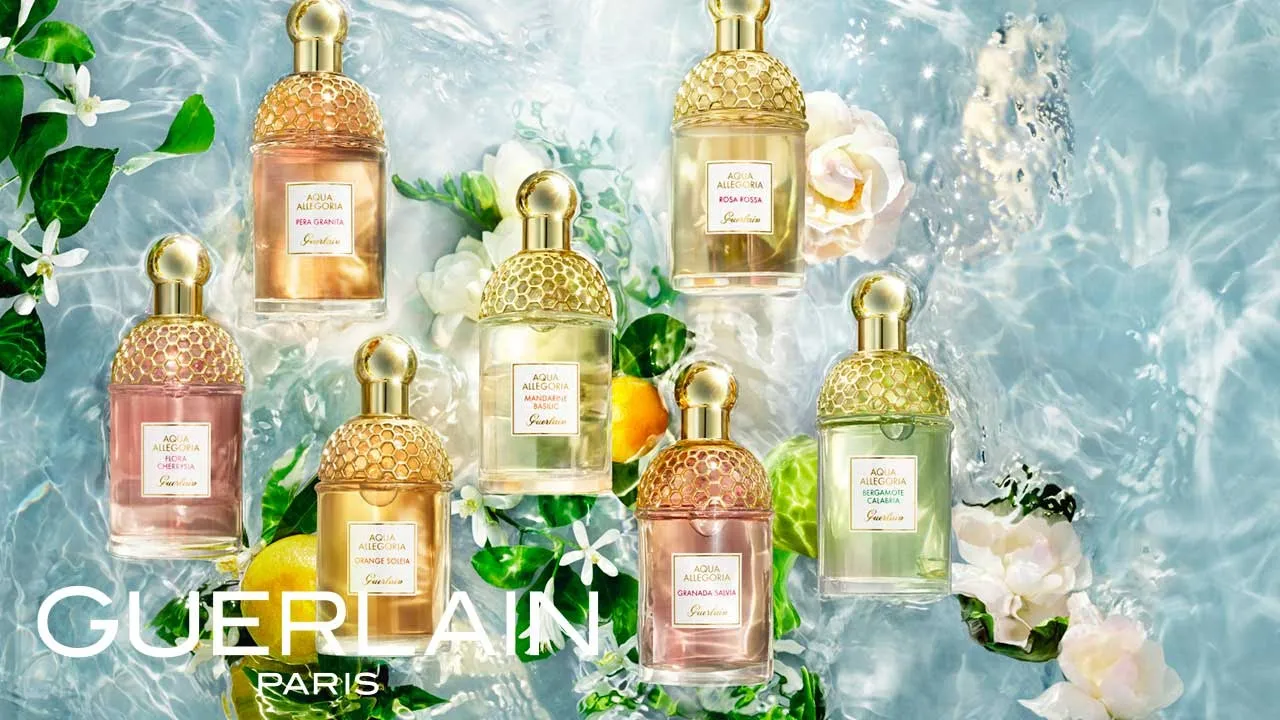 AQUA
ALLEGORIA
PERA GRANITA
Guerlain
AQUA
ALLEGORIA
ROSA ROSSA
Guerlain
AQUA
ALLEGORIA
FLORA
CHERRYSIA
Guerlain
AQUA
ALLEGORIA
MANDARINE
BASILIC
Guerlain
AQUA
ALLEGORIA
BERGAMOTE
CALABRIA
Guerlain
AQUA
ALLEGORIA
ORANGE SOLEIA
Guerlain
AQUA
ALLEGORIA
GRANADA SALVIA
Guerlain
GUERLAIN
PARIS